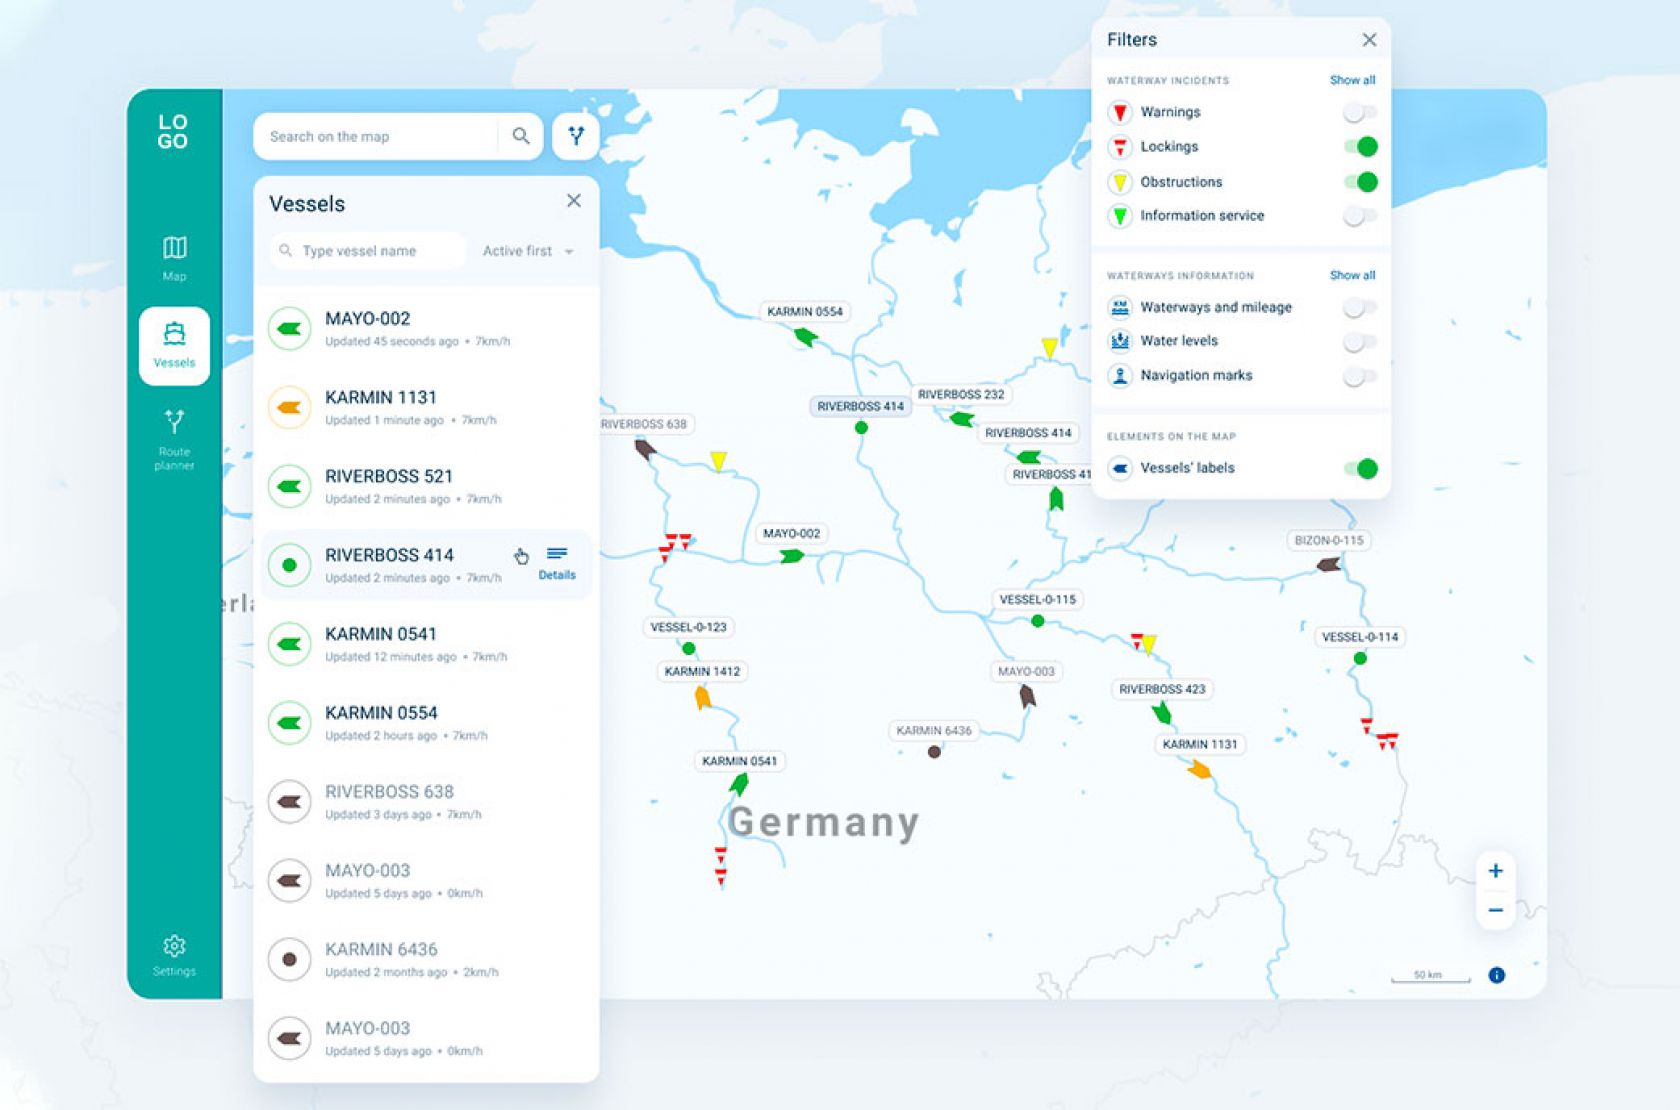 LO
GO
Map
Vessels
Route
planner
Settings
Search on the map
Vessels
Type vessel name
Active first
MAYO-002
Updated 45 seconds ago • 7km/h
KARMIN 1131
Updated 1 minute ago • 7km/h
RIVERBOSS 521
Updated 2 minutes ago • 7km/h
RIVERBOSS 414
Updated 2 minutes ago • 7km/h
Details
KARMIN 0541
Updated 12 minutes ago • 7km/h
KARMIN 0554
Updated 2 hours ago • 7km/h
RIVERBOSS 638
Updated 3 days ago • 7km/h
MAYO-003
Updated 5 days ago • 0km/h
KARMIN 6436
Updated 2 months ago • 2km/h
MAYO-003
Updated 5 days ago • 0km/h
erla
KARMIN 0554
RIVERBOSS 414
RIVERBOSS 232
RIVERBOSS 638
RIVERBOSS 414
RIVERBOSS 41
MAYO-002
BIZON-0-115
VESSEL-0-115
VESSEL-0-123
VESSEL-0-114
KARMIN 1412
MAYO-003
RIVERBOSS 423
KARMIN 6436
KARMIN 1131
KARMIN 0541
Germany
50 km
Filters
WATERWAY INCIDENTS
Show all
Warnings
Lockings
Obstructions
Information service
WATERWAYS INFORMATION
Show all
KM
Waterways and mileage
Water levels
Navigation marks
ELEMENTS ON THE MAP
Vessels' labels